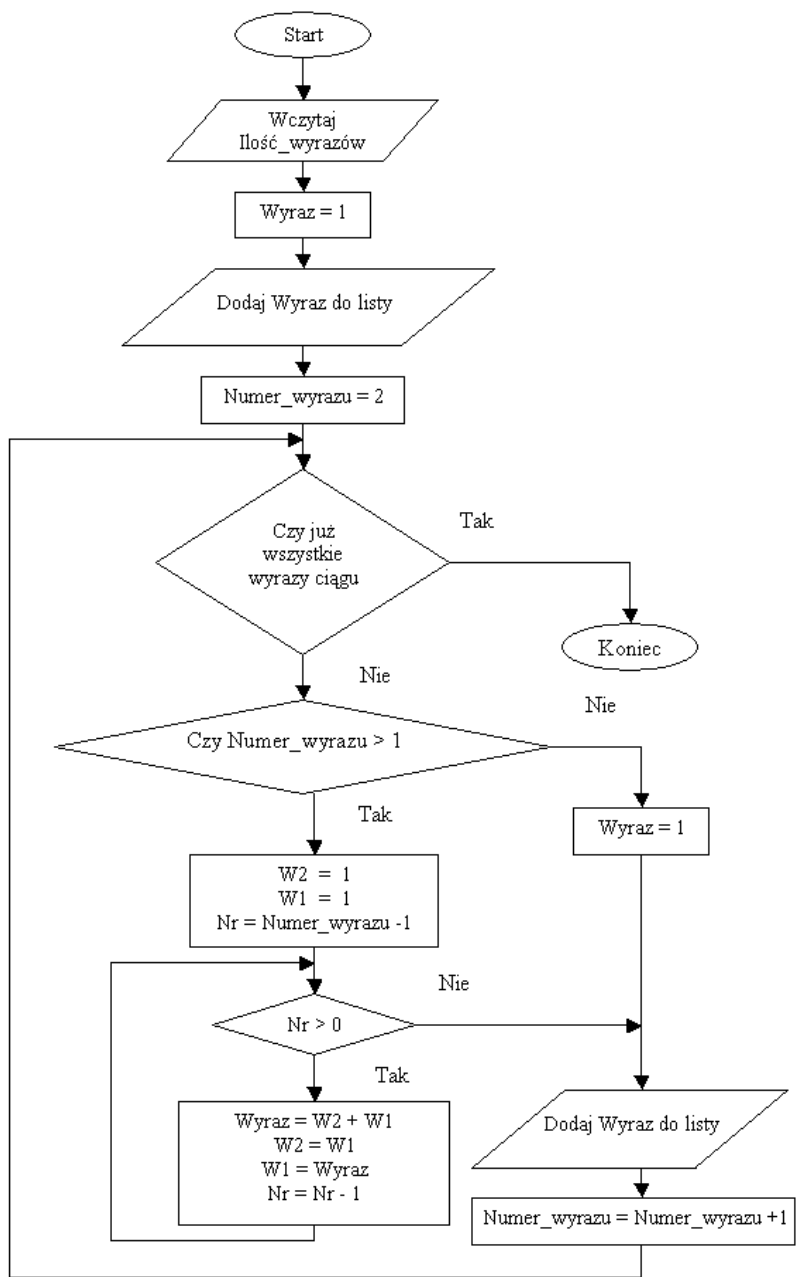 Start
Wczytaj
Ilość_wyrazów
Wyraz = 1
Dodaj Wyraz do listy
Numer_wyrazu = 2
Czy już
wszystkie
wyrazy ciągu
Tak
Koniec
Nie
Czy Numer_wyrazu > 1
Nie
Tak
Wyraz = 1
W2 = 1
W1 = 1
Nr = Numer_wyrazu -1
Nr > 0
Nie
Tak
Wyraz = W2 + W1
W2 = W1
W1 = Wyraz
Nr = Nr - 1
Dodaj Wyraz do listy
Numer_wyrazu = Numer_wyrazu +1